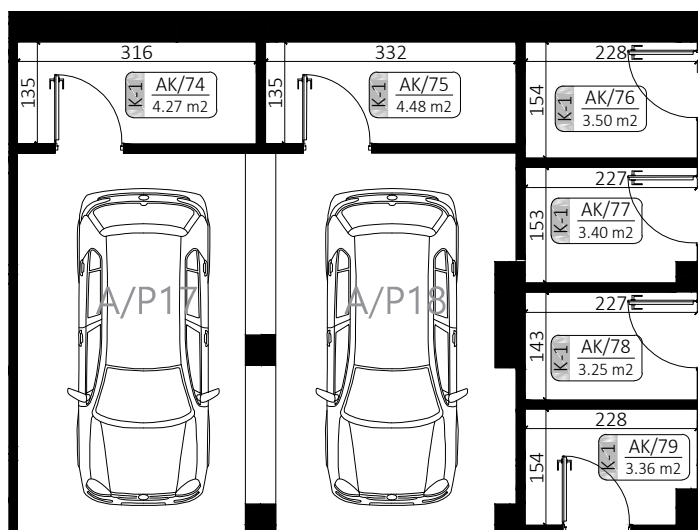 316
135
K-1
AK/74
4.27 m2
332
135
K-1
AK/75
4.48 m2
228
154
K-1
AK/76
3.50 m2
227
153
K-1
AK/77
3.40 m2
A/P17
A/P18
227
143
K-1
AK/78
3.25 m2
228
154
K-1
AK/79
3.36 m2